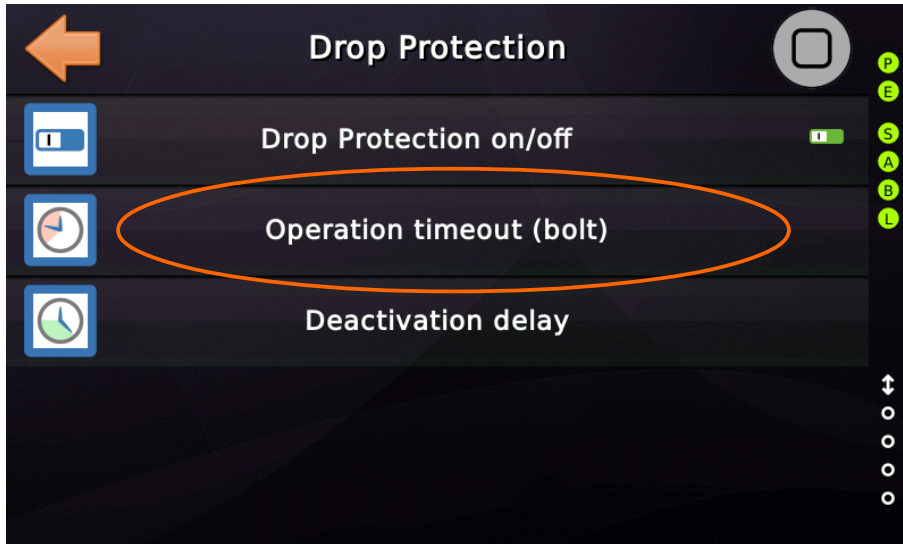 Drop Protection
P
E
Drop Protection on/off
S
A
B
Operation timeout (bolt)
L
Deactivation delay